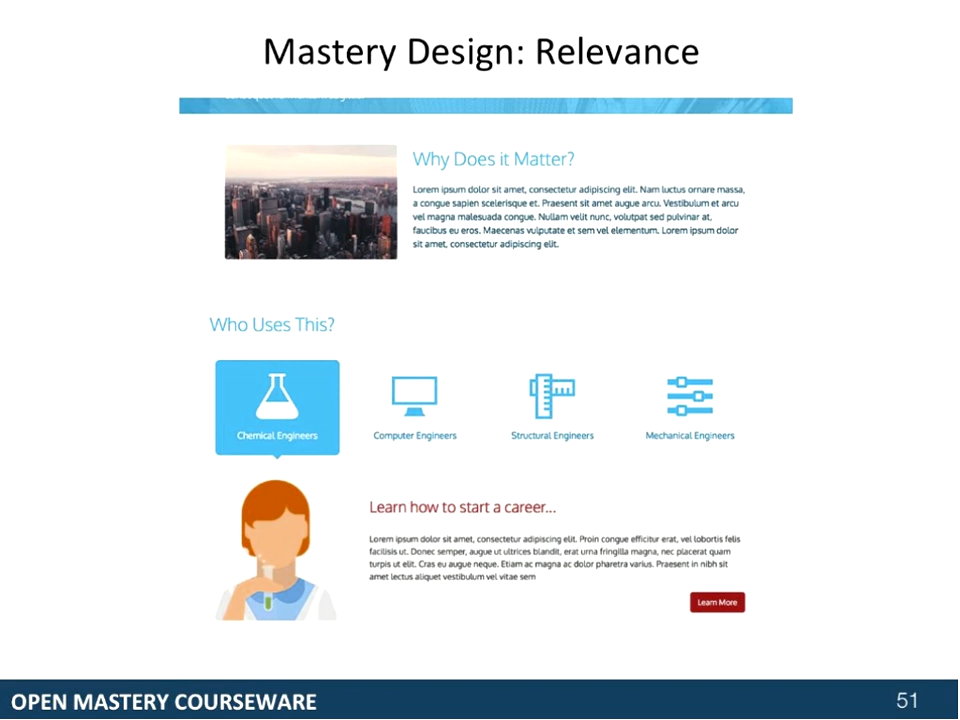 Mastery Design: Relevance
Why Does it Matter?
Lorem ipsum dolor sit amet, consectetur adipiscing elit. Nam luctus ornare massa,
a congue sapien scelerisque et. Praesent sit amet augue arcu. Vestibulum et arcu
vel magna malesuada congue. Nullam velit nunc, volutpat sed pulvinar at,
faucibus eu eros. Maecenas vulputate et sem vel elementum. Lorem ipsum dolor
sit amet, consectetur adipiscing elit.
Who Uses This?
Chemical Engineers
Computer Engineers
Structural Engineers
Mechanical Engineers
Learn how to start a career...
Lorem ipsum dolor sit amet, consectetur adipiscing elit. Proin congue efficitur erat, vel lobortis felis
facilisis ut. Donec semper, augue ut ultrices blandit, erat urna fringilla magna, nec placerat quam
turpis ut elit. Cras eu augue neque. Etiam ac magna ac dolor pharetra varius. Praesent in nibh sit
amet lectus aliquet vestibulum vel vitae sem
Learn More
OPEN MASTERY COURSEWARE
51